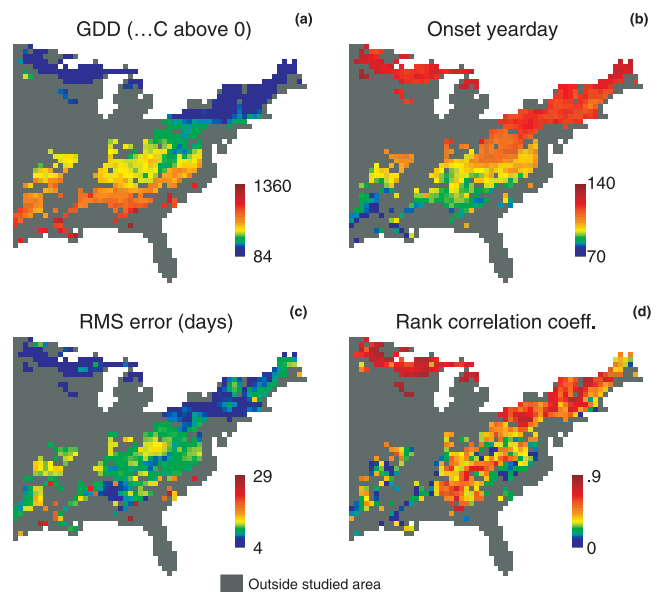 GDD (...C above 0)
(a)
1360
84
Onset yearday
(b)
140
70
RMS error (days)
(c)
29
4
Rank correlation coeff.
(d)
.9
0
Outside studied area